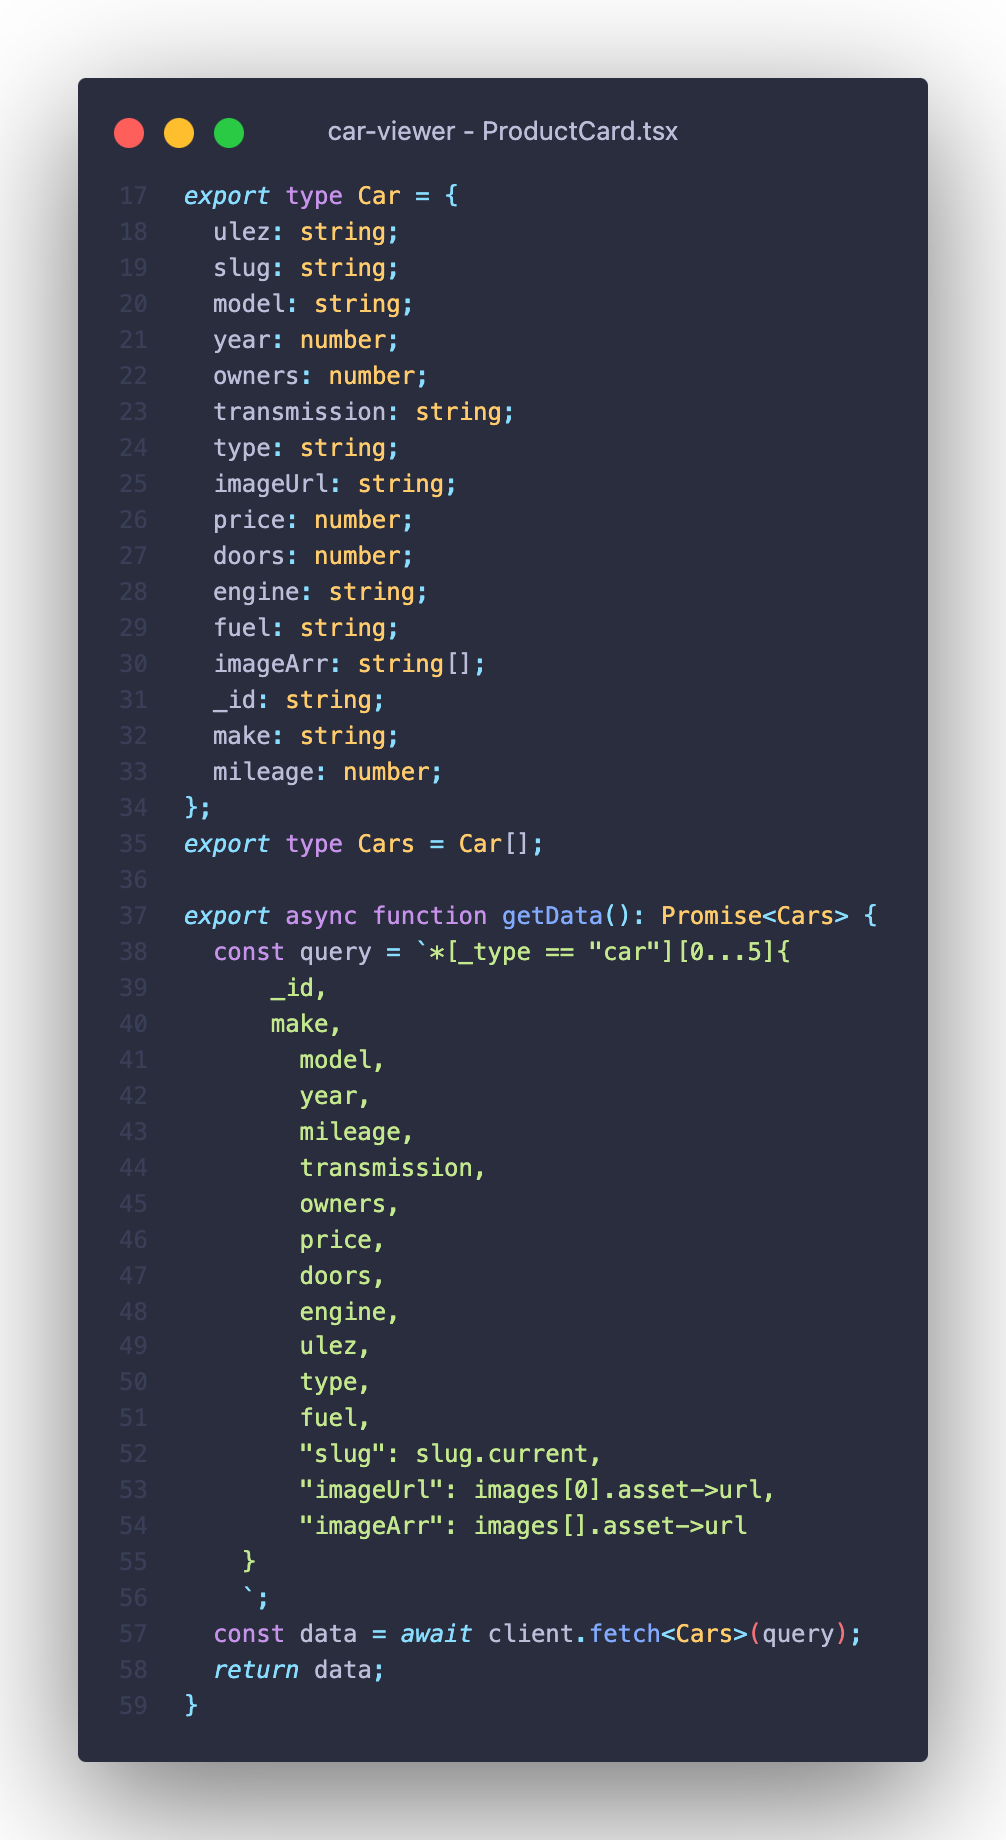 car-viewer - ProductCard.tsx
17 export type Car = {
18   ulez: string;
19   slug: string;
20   model: string;
21   year: number;
22   owners: number;
23   transmission: string;
24   type: string;
25   imageUrl: string;
26   price: number;
27   doors: number;
28   engine: string;
29   fuel: string;
30   imageArr: string[];
31   _id: string;
32   make: string;
33   mileage: number;
34 };
35 export type Cars = Car[];
36
37 export async function getData(): Promise<Cars> {
38   const query = `*[_type == "car"][0...5]{
39       _id,
40       make,
41         model,
42         year,
43         mileage,
44         transmission,
45         owners,
46         price,
47         doors,
48         engine,
49         ulez,
50         type,
51         fuel,
52         "slug": slug.current,
53         "imageUrl": images[0].asset->url,
54         "imageArr": images[].asset->url
55     }
56     `;
57   const data = await client.fetch<Cars>(query);
58   return data;
59 }